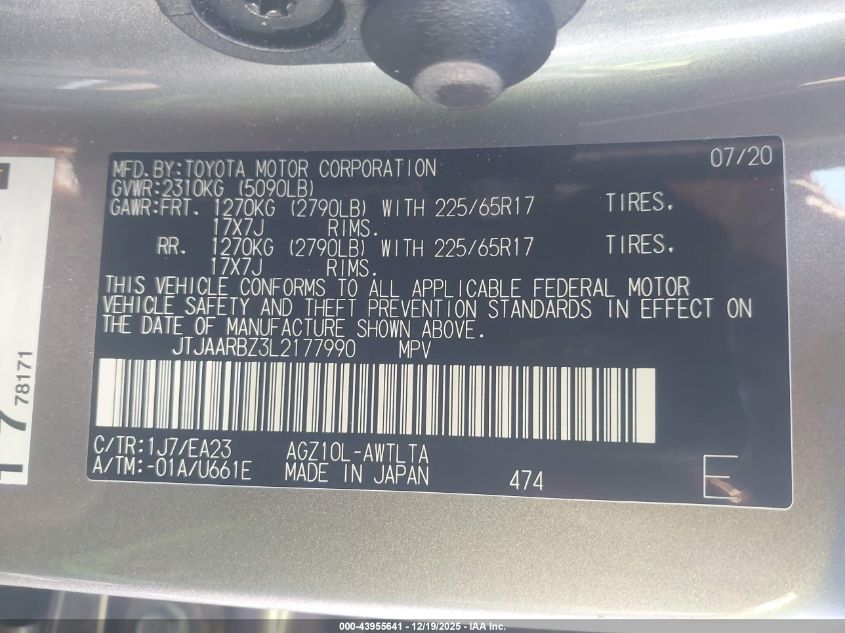 MFD.BY:TOYOTA MOTOR CORPORATION 07/20
GVWR:2310KG (5090LB)
GAWR:FRT. 1270KG (2790LB) WITH 225/65R17 TIRES.
17X7J RIMS.
RR. 1270KG (2790LB) WITH 225/65R17 TIRES.
17X7J RIMS.
THIS VEHICLE CONFORMS TO ALL APPLICABLE FEDERAL MOTOR
VEHICLE SAFETY AND THEFT PREVENTION STANDARDS IN EFFECT ON
THE DATE OF MANUFACTURE SHOWN ABOVE.
JTJAARBZ3L2177990 MPV
C/TR:1J7/EA23 AGZ10L-AWTLTA
A/TM:-01A/U661E MADE IN JAPAN 474 E
78171
000-43955641 - 12/19/2025 - IAA Inc.